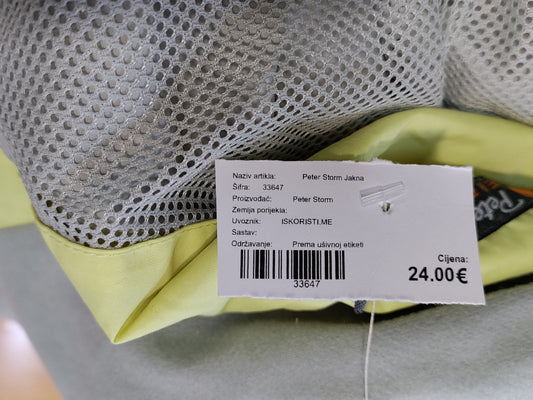 Naziv artikla: Peter Storm Jakna
Šifra: 33647
Proizvođač: Peter Storm
Zemlja porijekla:
Uvoznik: ISKORISTI.ME
Sastav:
Održavanje: Prema ušivnoj etiketi
Cijena:
24.00€
33647
Peter